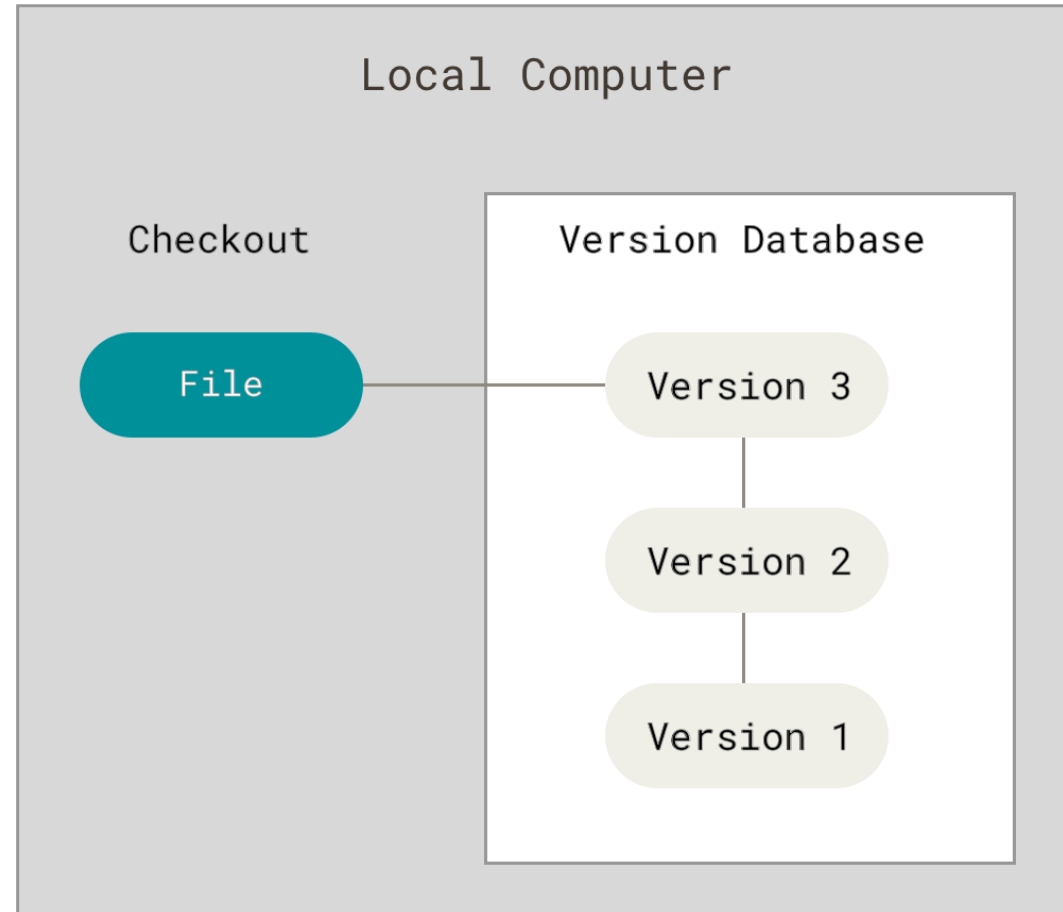 Local Computer
Checkout
Version Database
File
Version 3
Version 2
Version 1